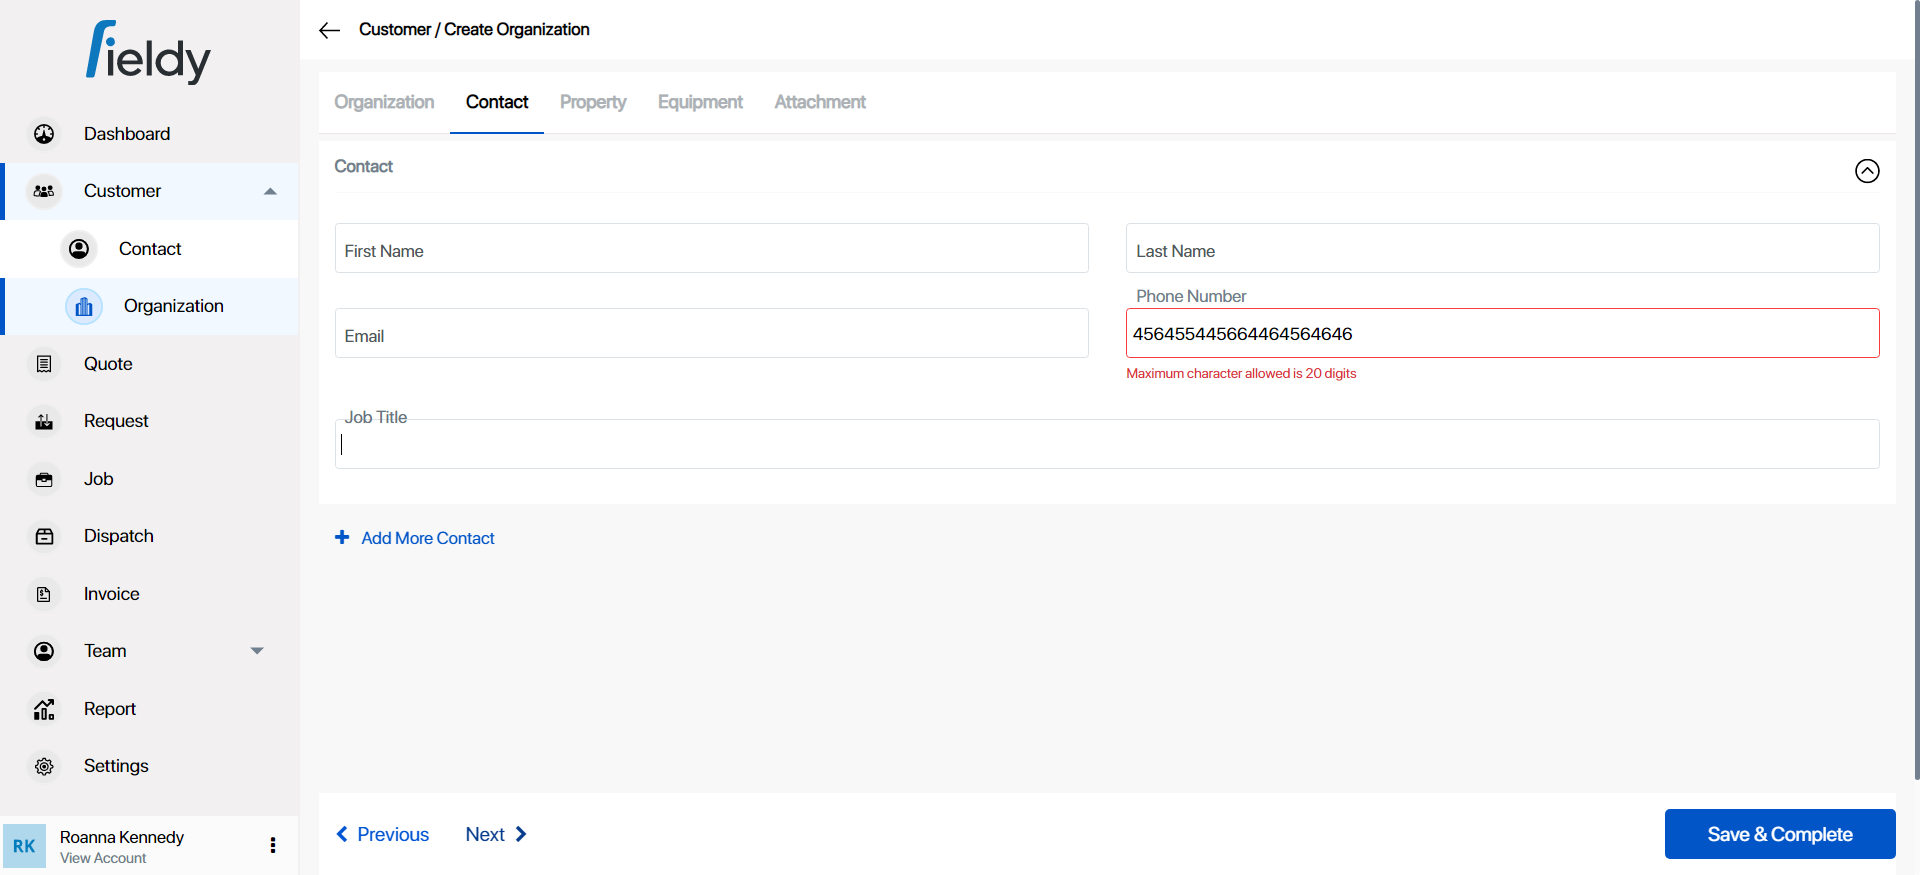 fieldy
Dashboard
Customer
Contact
Organization
Quote
Request
Job
Dispatch
Invoice
Team
Report
Settings
RK
Roanna Kennedy
View Account
Customer / Create Organization
Organization Contact Property Equipment Attachment
Contact
First Name
Last Name
Email
Phone Number
456455445664464564646
Maximum character allowed is 20 digits
Job Title
+ Add More Contact
Previous
Next
Save & Complete